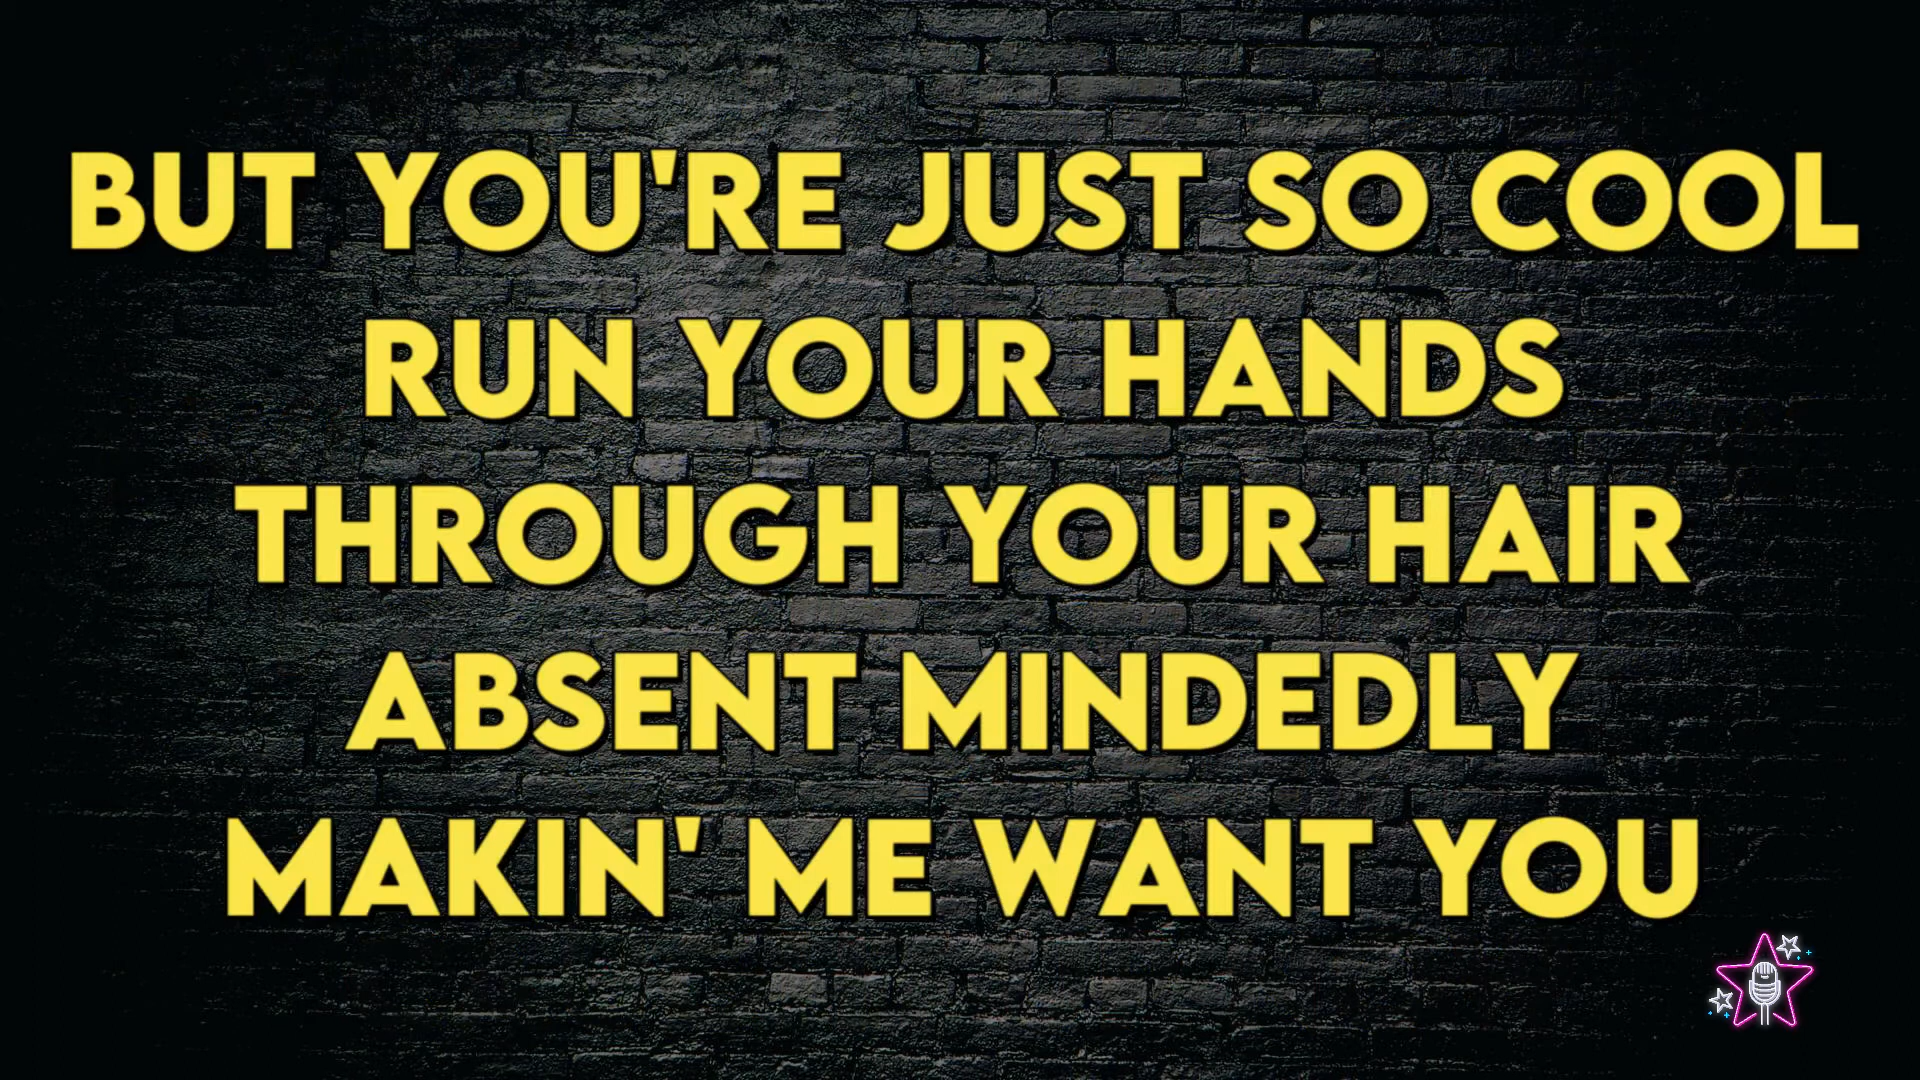 BUT YOU'RE JUST SO COOL
RUN YOUR HANDS
THROUGH YOUR HAIR
ABSENT MINDEDLY
MAKIN' ME WANT YOU